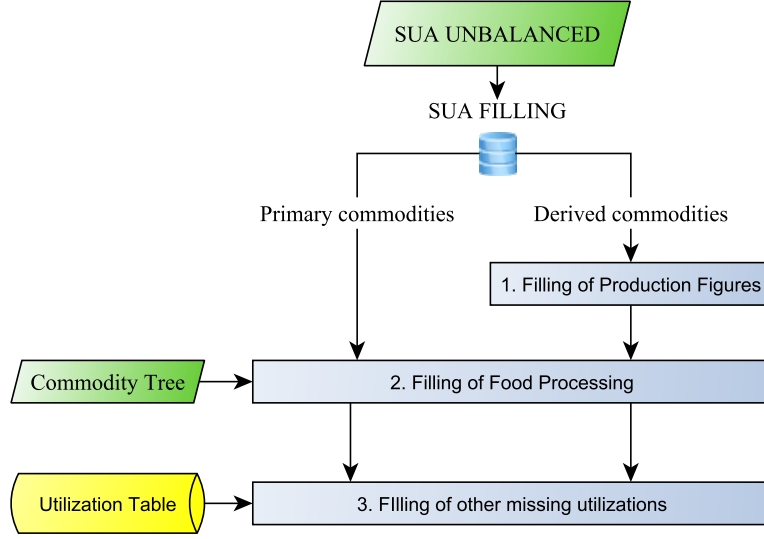 SUA UNBALANCED
SUA FILLING
Primary commodities
Derived commodities
1. Filling of Production Figures
Commodity Tree
2. Filling of Food Processing
Utilization Table
3. FIlling of other missing utilizations